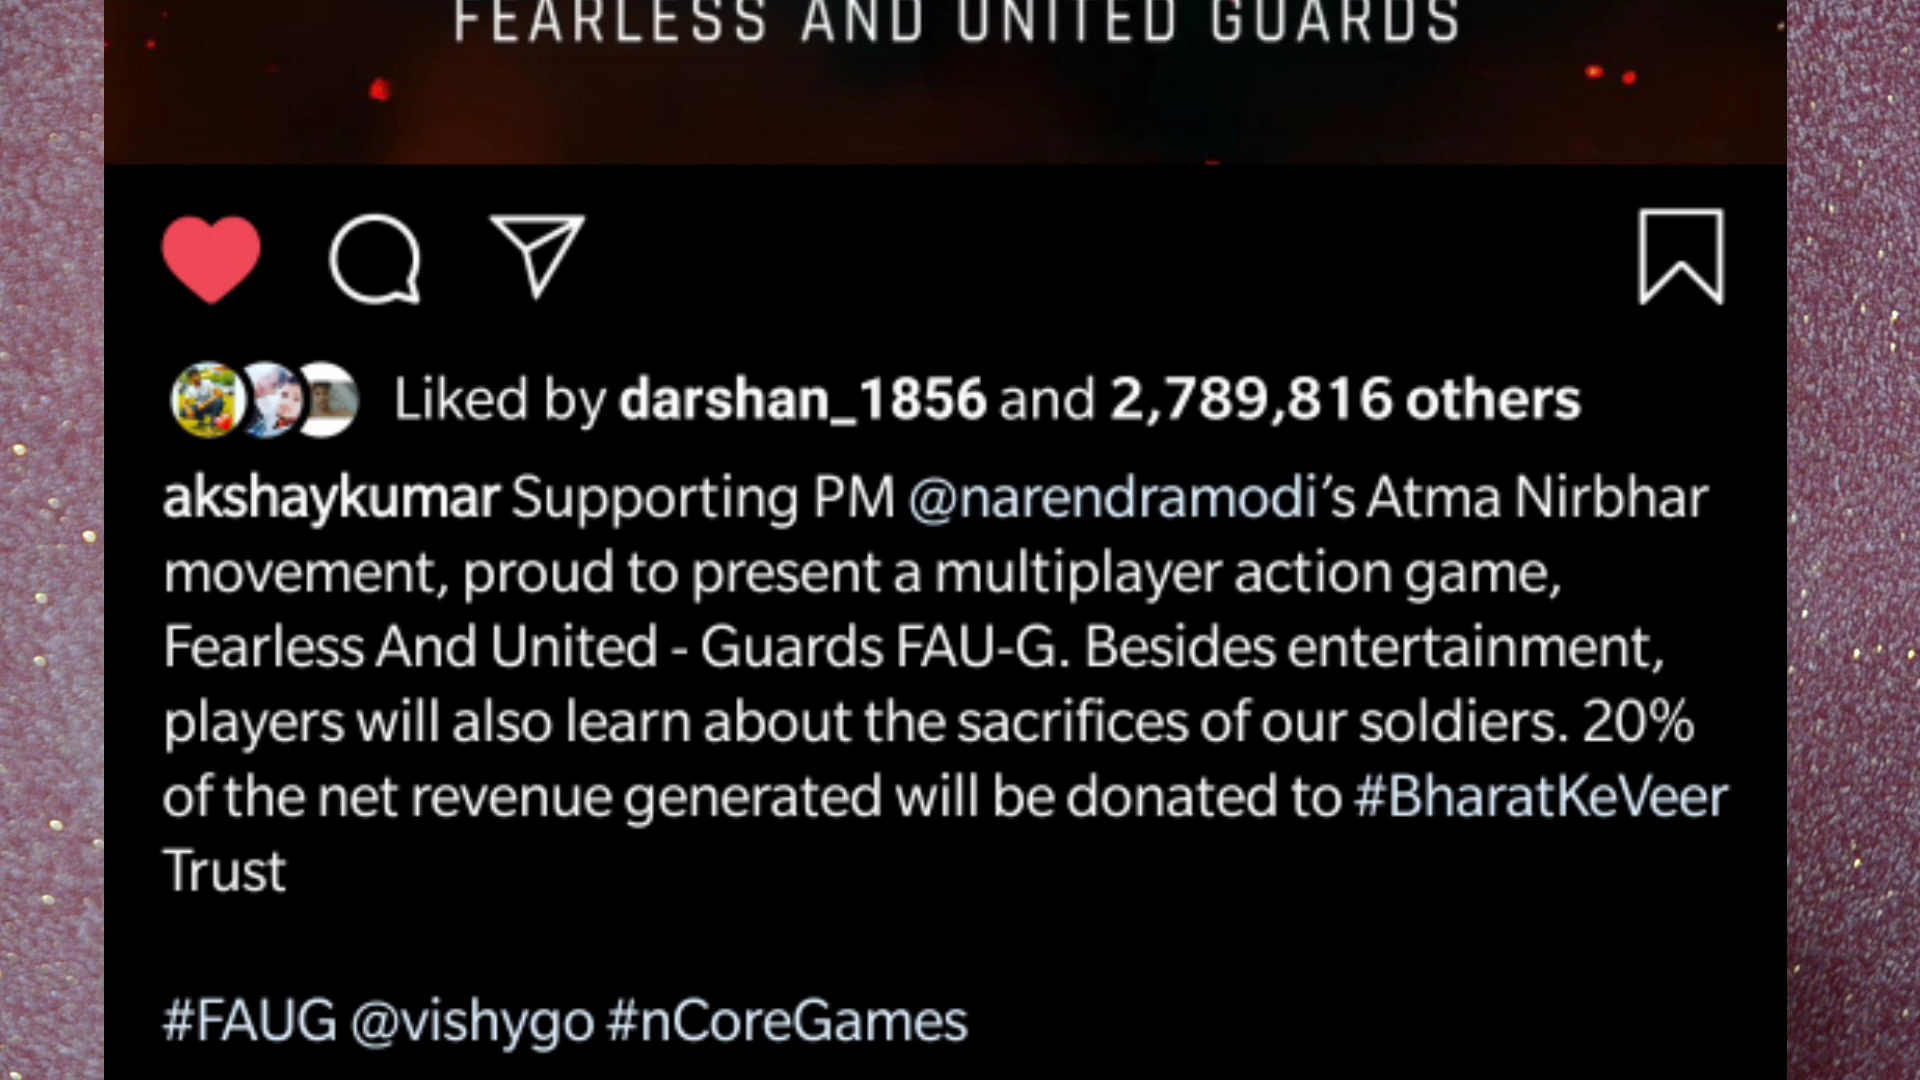 FEARLESS AND UNITED GUARDS
Liked by darshan_1856 and 2,789,816 others
akshaykumar Supporting PM @narendramodi’s Atma Nirbhar
movement, proud to present a multiplayer action game,
Fearless And United - Guards FAU-G. Besides entertainment,
players will also learn about the sacrifices of our soldiers. 20%
of the net revenue generated will be donated to #BharatKeVeer
Trust
#FAUG @vishygo #nCoreGames